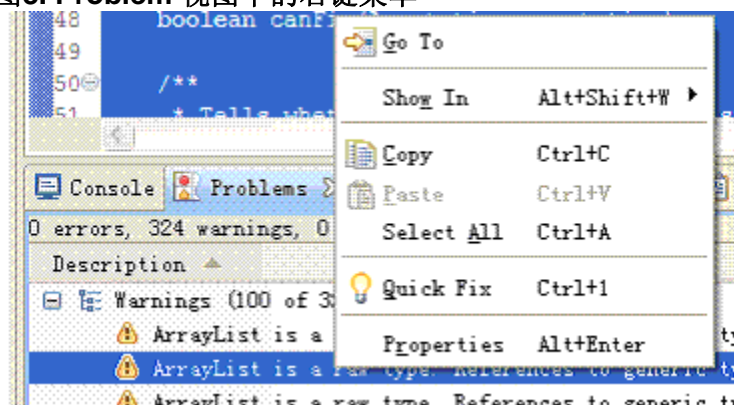 Problem 视图中的右键菜单
48 boolean canFi
49
50 /**
51 * Tells whet
Go To
Show In Alt+Shift+W
Copy Ctrl+C
Paste Ctrl+V
Select All Ctrl+A
Quick Fix Ctrl+1
Properties Alt+Enter
Console Problems
0 errors, 324 warnings, 0
Description
Warnings (100 of 3
ArrayList is a
ArrayList is a raw type. References to generic ty
ArrayList is a raw type. References to generic ty